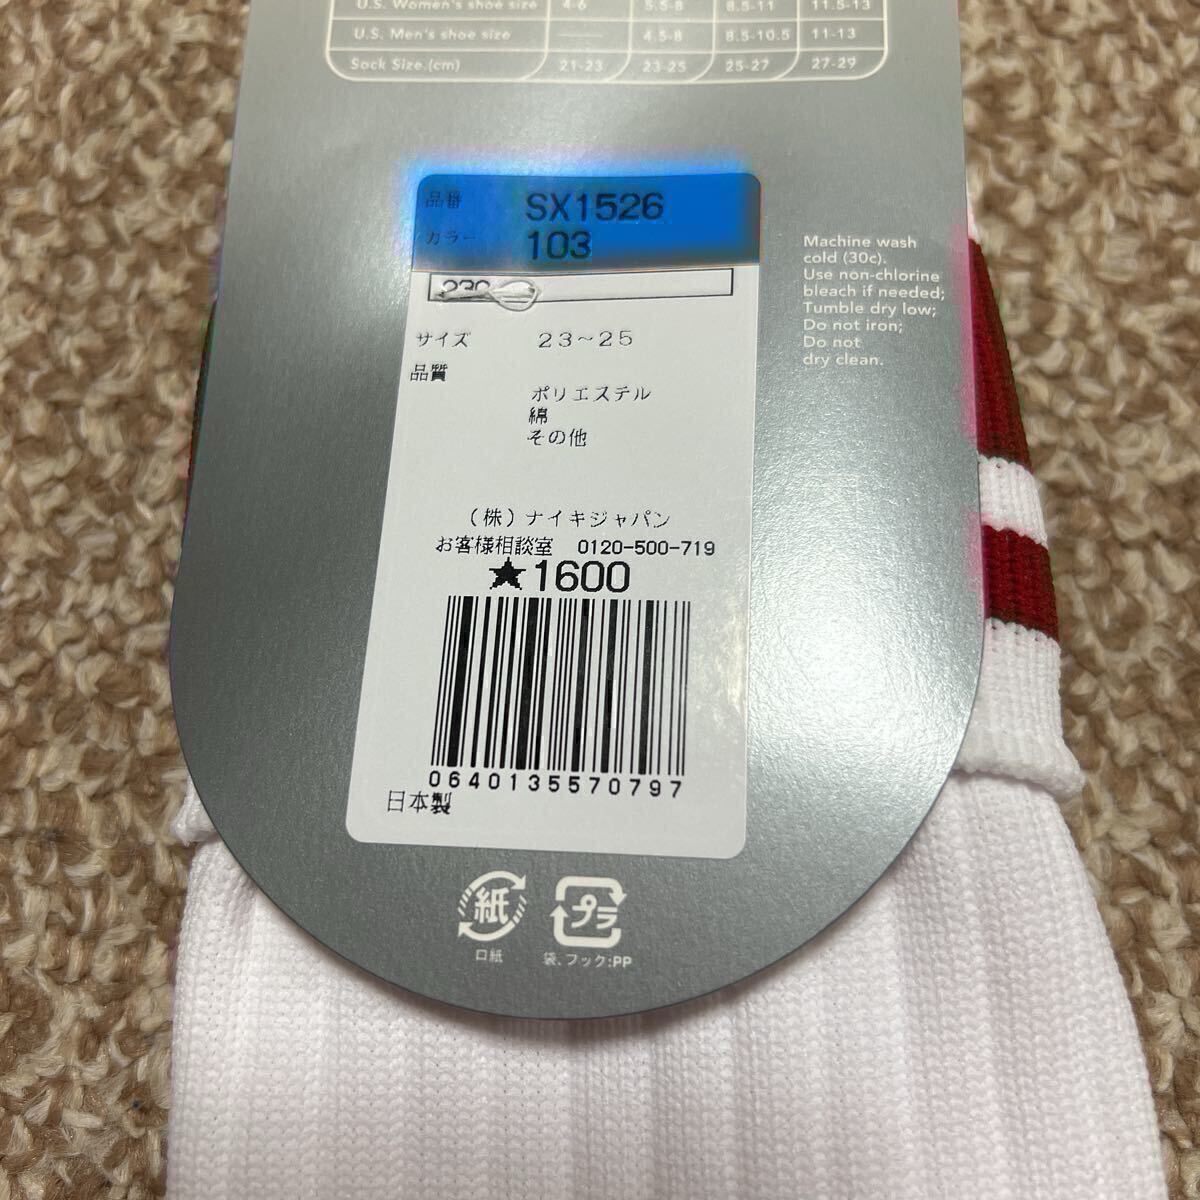 U.S. Women's shoe size 4-6 5.5-8 8.5-11 11.5-13
U.S. Men's shoe size 4.5-8 8.5-10.5 11-13
Sock Size.(cm) 21-23 23-25 25-27 27-29
品番 SX1526
カラー 103
サイズ 23～25
品質
ポリエステル
綿
その他
(株)ナイキジャパン
お客様相談室 0120-500-719
★1600
0640135570797
日本製
Machine wash
cold (30c).
Use non-chlorine
bleach if needed;
Tumble dry low;
Do not iron;
Do not
dry clean.
紙
口紙
プラ
袋、フック:PP